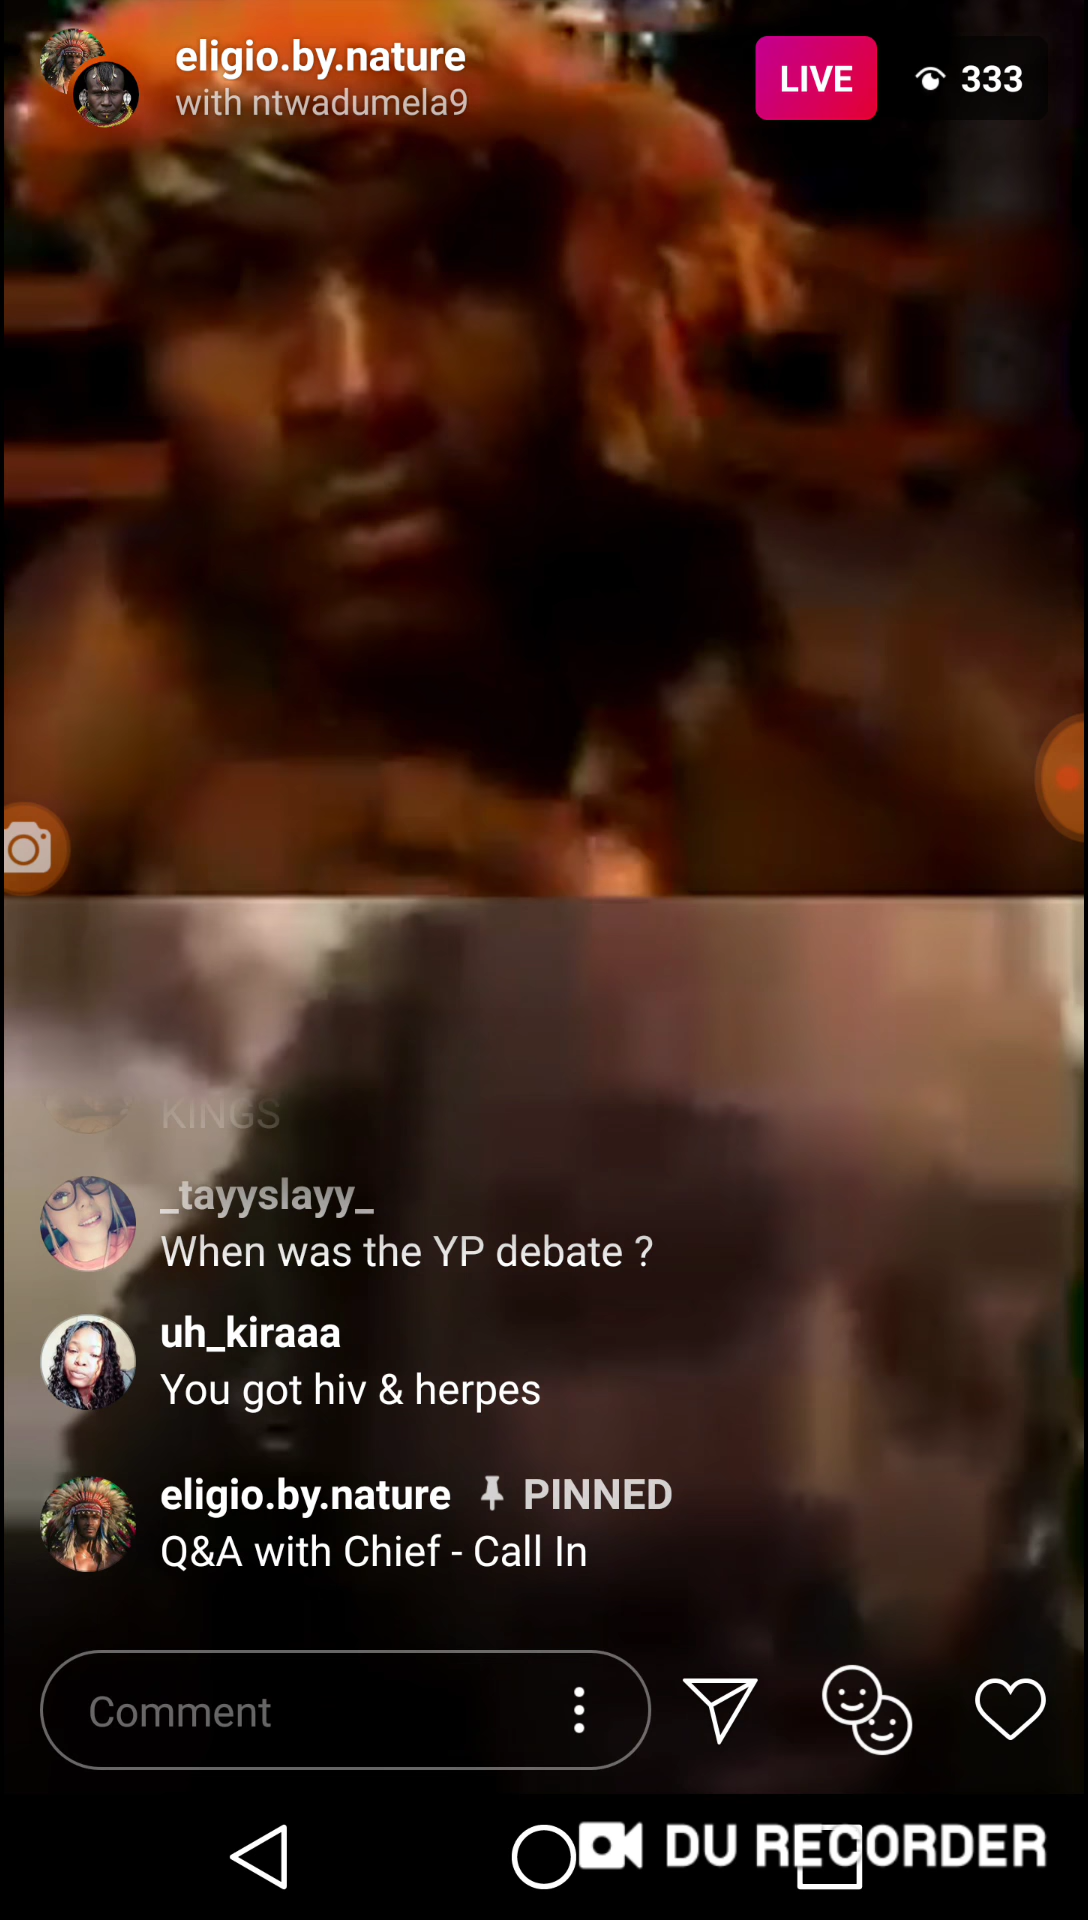 eligio.by.nature
with ntwadumela9
LIVE
333
KINGS
_tayyslayy_
When was the YP debate ?
uh_kiraaa
You got hiv & herpes
eligio.by.nature PINNED
Q&A with Chief - Call In
Comment
DU RECORDER